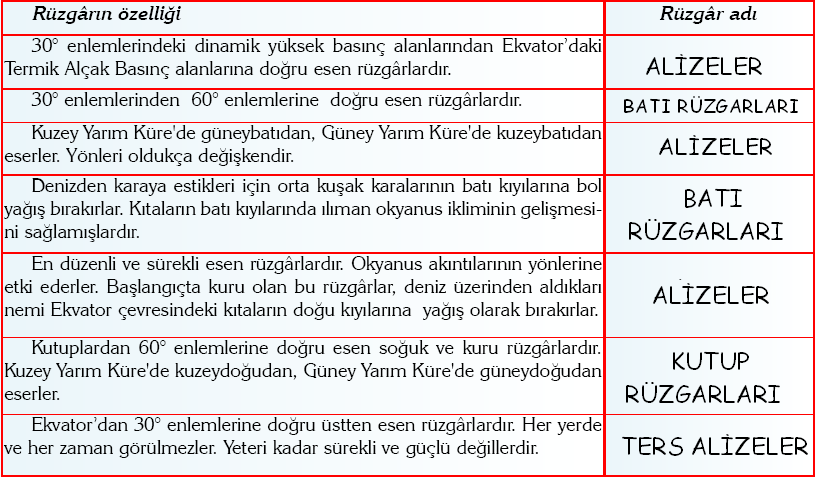 Rüzgârın özelliği
Rüzgâr adı
30° enlemlerindeki dinamik yüksek basınç alanlarından Ekvator'daki
Termik Alçak Basınç alanlarına doğru esen rüzgârlardır.
ALİZELER
30° enlemlerinden 60° enlemlerine doğru esen rüzgârlardır.
BATI RÜZGARLARI
Kuzey Yarım Küre'de güneybatıdan, Güney Yarım Küre'de kuzeybatıdan
eserler. Yönleri oldukça değişkendir.
ALİZELER
Denizden karaya estikleri için orta kuşak karalarının batı kıyılarına bol
yağış bırakırlar. Kıtaların batı kıyılarında ılıman okyanus ikliminin gelişmesi-
ni sağlamışlardır.
BATI
RÜZGARLARI
En düzenli ve sürekli esen rüzgârlardır. Okyanus akıntılarının yönlerine
etki ederler. Başlangıçta kuru olan bu rüzgârlar, deniz üzerinden aldıkları
nemi Ekvator çevresindeki kıtaların doğu kıyılarına yağış olarak bırakırlar.
ALİZELER
Kutuplardan 60° enlemlerine doğru esen soğuk ve kuru rüzgârlardır.
Kuzey Yarım Küre'de kuzeydoğudan, Güney Yarım Küre'de güneydoğudan
eserler.
KUTUP
RÜZGARLARI
Ekvator'dan 30° enlemlerine doğru üstten esen rüzgârlardır. Her yerde
ve her zaman görülmezler. Yeteri kadar sürekli ve güçlü değillerdir.
TERS ALİZELER